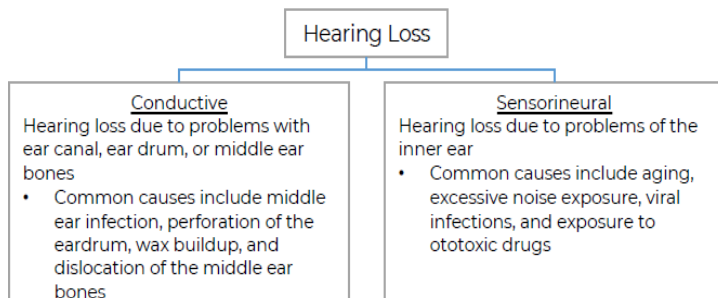 Hearing Loss
Conductive
Hearing loss due to problems with
ear canal, ear drum, or middle ear
bones
• Common causes include middle
ear infection, perforation of the
eardrum, wax buildup, and
dislocation of the middle ear
bones
Sensorineural
Hearing loss due to problems of the
inner ear
• Common causes include aging,
excessive noise exposure, viral
infections, and exposure to
ototoxic drugs